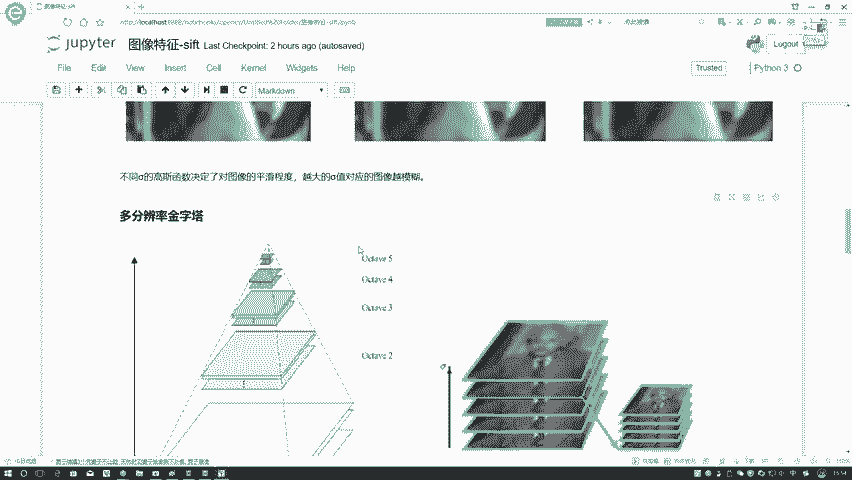 jupyter 图像特征-sift Last Checkpoint: 2 hours ago (autosaved)
Logout
File Edit View Insert Cell Kernel Widgets Help
Trusted
Python 3
Markdown
不同σ的高斯函数决定了对图像的平滑程度，越大的σ值对应的图像越模糊。
多分辨率金字塔
Octave 5
Octave 4
Octave 3
Octave 2
σ